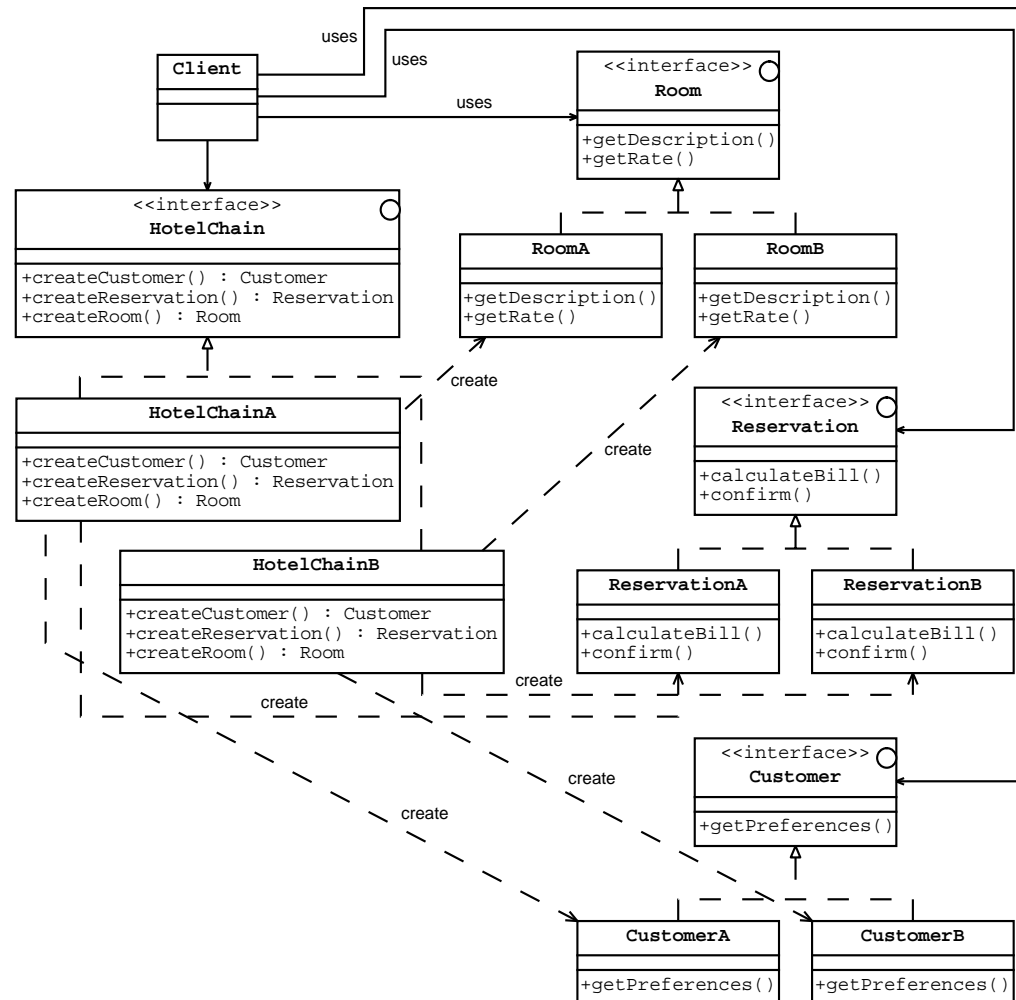 uses
uses
Client
uses
<<interface>>
Room
+getDescription()
+getRate()
<<interface>>
HotelChain
+createCustomer() : Customer
+createReservation() : Reservation
+createRoom() : Room
RoomA
+getDescription()
+getRate()
RoomB
+getDescription()
+getRate()
create
HotelChainA
+createCustomer() : Customer
+createReservation() : Reservation
+createRoom() : Room
create
<<interface>>
Reservation
+calculateBill()
+confirm()
HotelChainB
+createCustomer() : Customer
+createReservation() : Reservation
+createRoom() : Room
ReservationA
+calculateBill()
+confirm()
ReservationB
+calculateBill()
+confirm()
create
create
<<interface>>
Customer
+getPreferences()
create
create
CustomerA
+getPreferences()
CustomerB
+getPreferences()